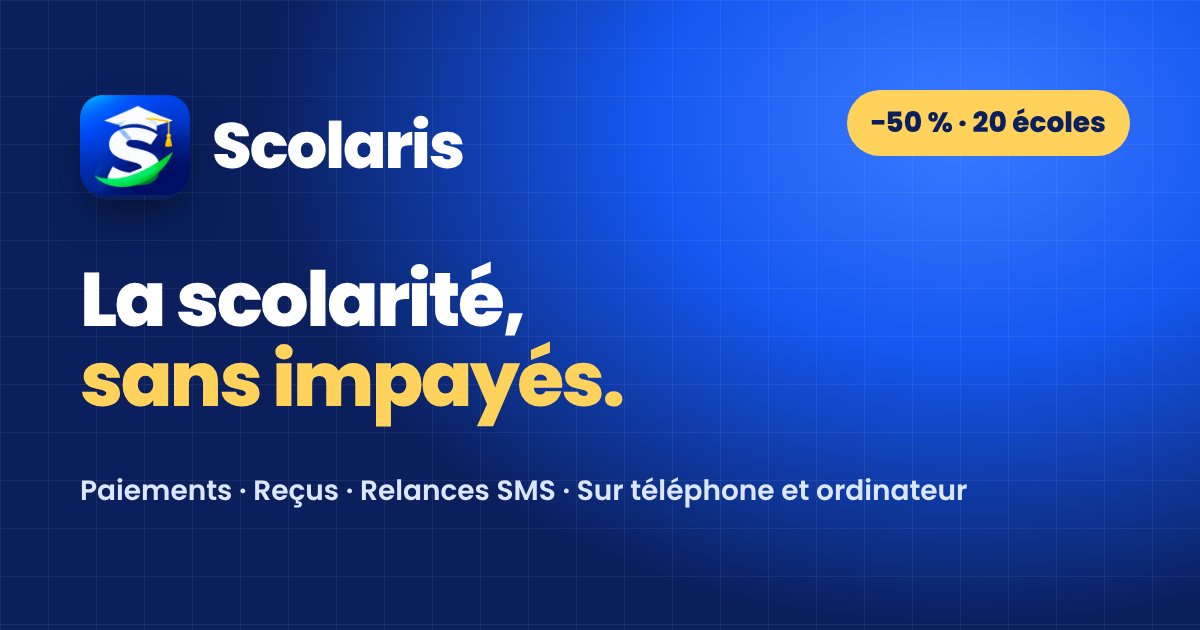 Scolaris
−50 % · 20 écoles
La scolarité,
sans impayés.
Paiements · Reçus · Relances SMS · Sur téléphone et ordinateur